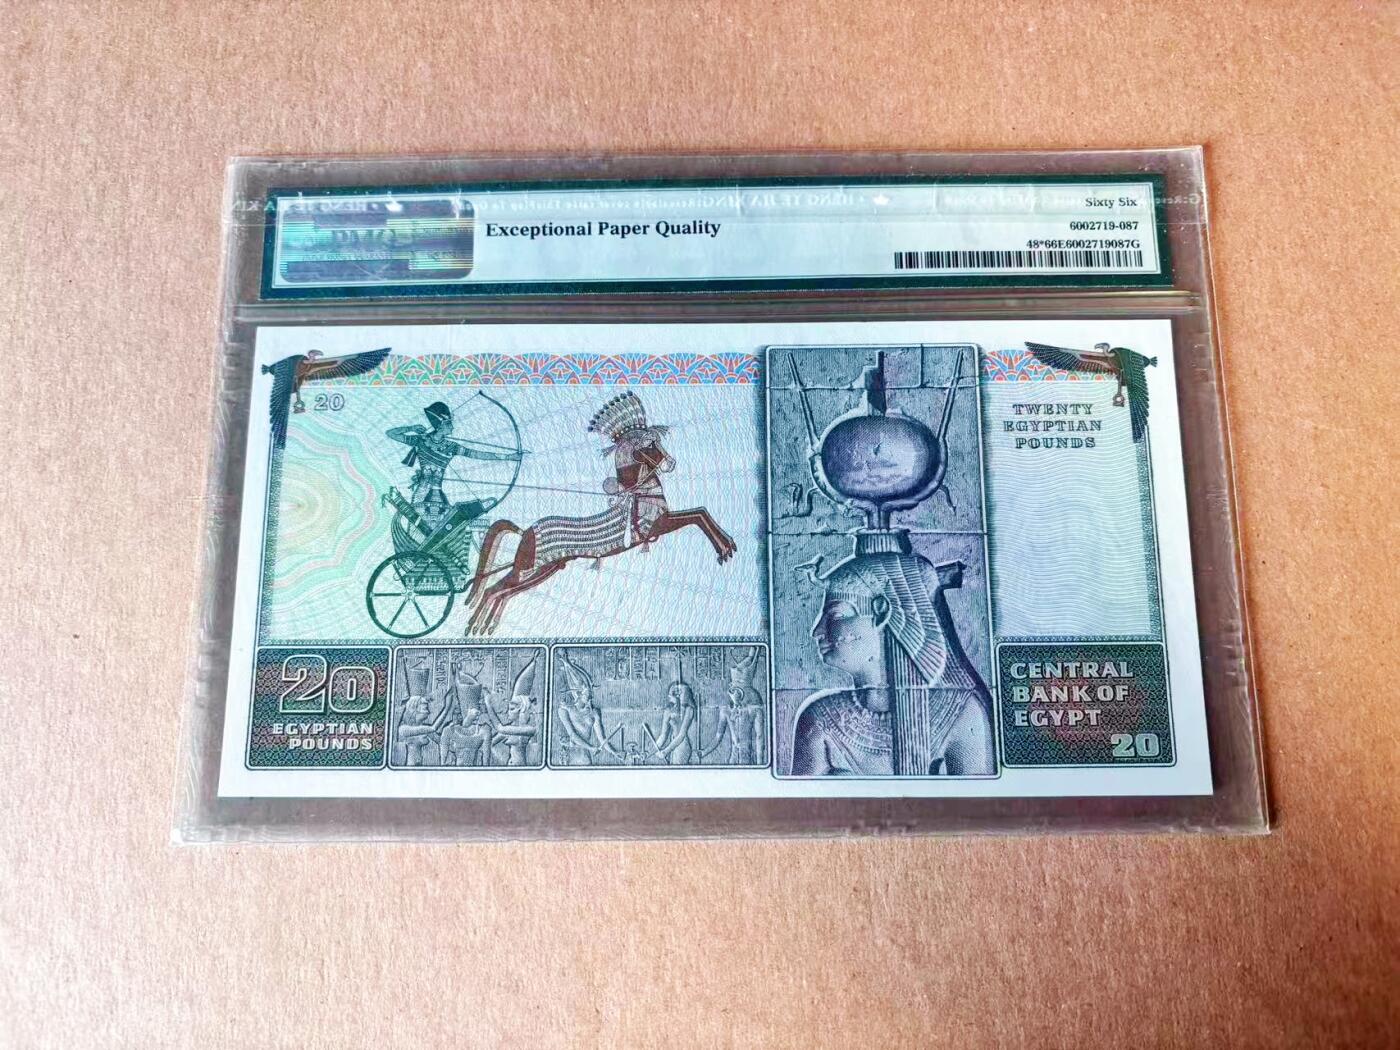 Sixty Six
Exceptional Paper Quality
6002719-087
48*66E6002719087G
20
TWENTY
EGYPTIAN
POUNDS
20
EGYPTIAN
POUNDS
CENTRAL
BANK OF
EGYPT
20